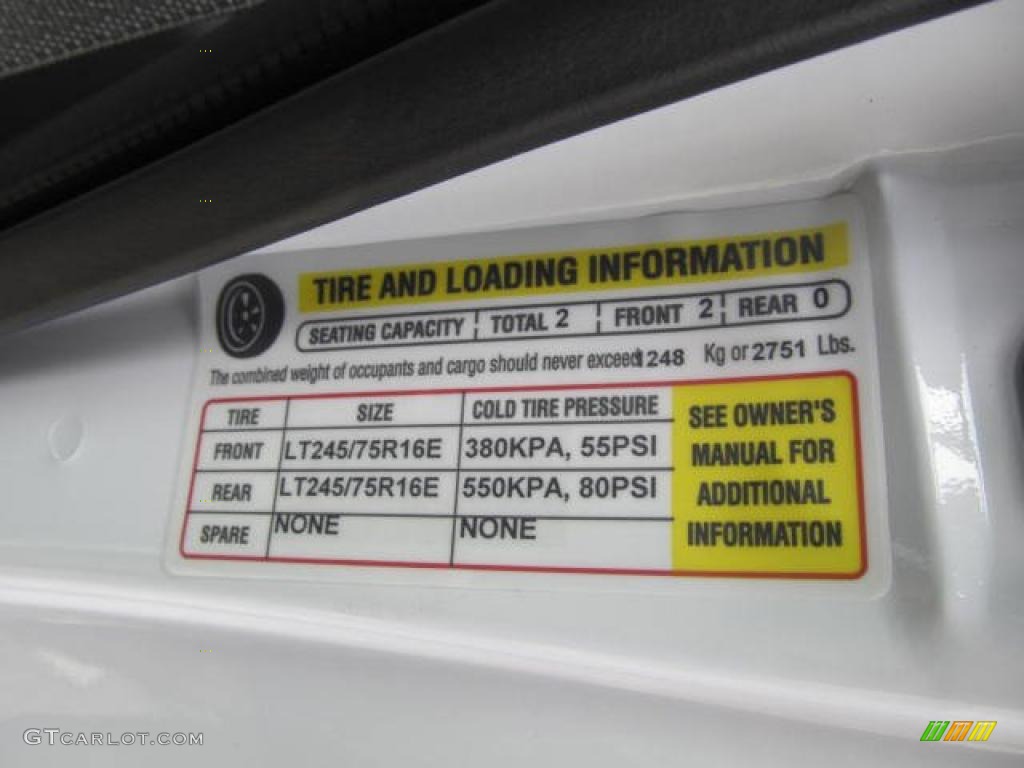 TIRE AND LOADING INFORMATION
SEATING CAPACITY TOTAL 2 FRONT 2 REAR 0
The combined weight of occupants and cargo should never exceed 1248 Kg or 2751 Lbs.
TIRE SIZE COLD TIRE PRESSURE
FRONT LT245/75R16E 380KPA, 55PSI
REAR LT245/75R16E 550KPA, 80PSI
SPARE NONE NONE
SEE OWNER'S
MANUAL FOR
ADDITIONAL
INFORMATION
GTCARLOT.COM